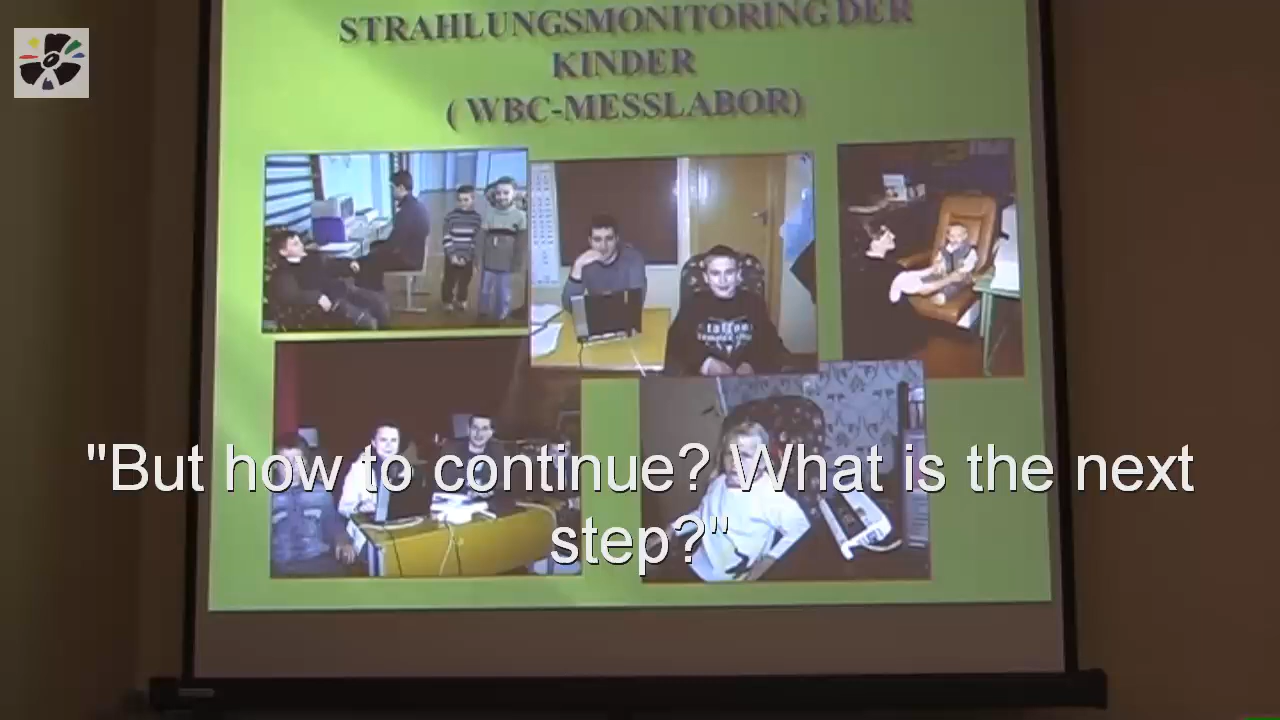 STRAHLUNGSMONITORING DER
KINDER
( WBC-MESSLABOR)
"But how to continue? What is the next
step?"